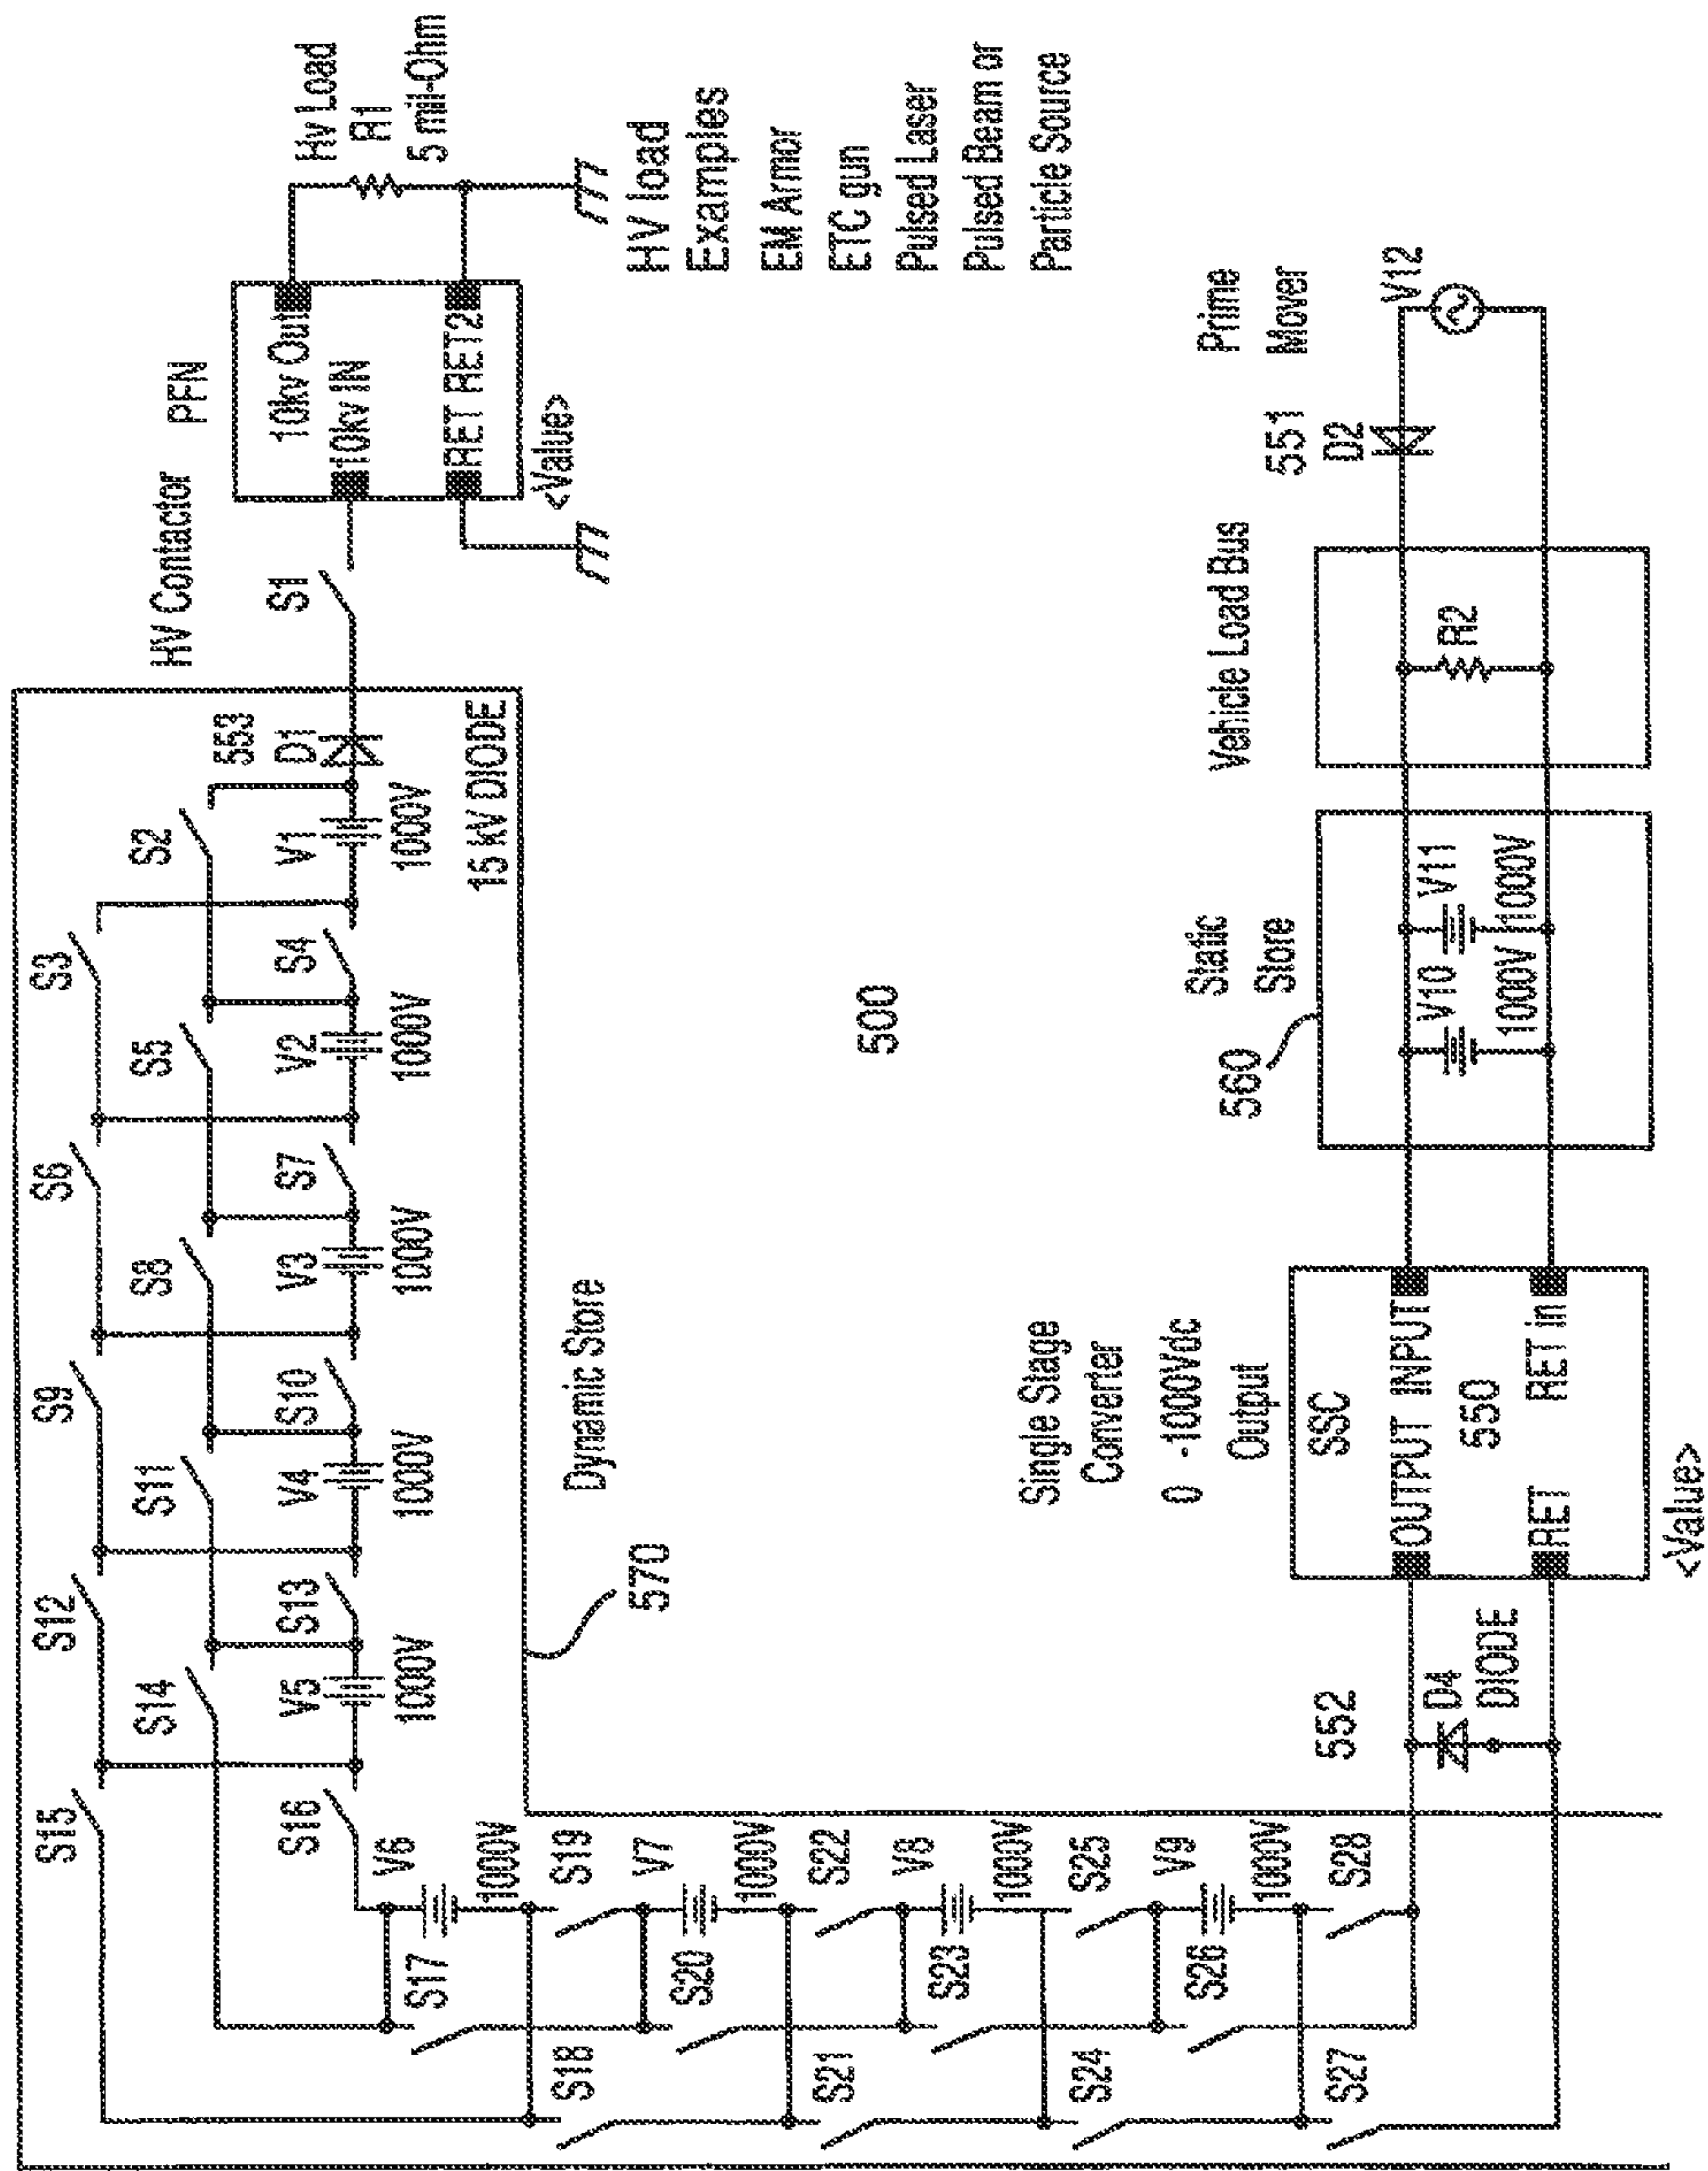 HV Contactor
PFN
S3
S6
S9
S12
S15
S2
S5
S8
S11
S14
553
D1
S1
10kv Out
10kv IN
RET RET2
<Value>
Hv Load
R1
5 mil-Ohm
V1
1000V
S4
V2
1000V
S7
V3
1000V
S10
V4
1000V
S13
V5
1000V
S16
15 kV DIODE
HV load
Examples
EM Armor
ETC gun
Pulsed Laser
Pulsed Beam or
Particle Source
Dynamic Store
570
500
V6
1000V
S17
S18
S19
V7
1000V
S20
S21
S22
V8
1000V
S23
S24
S25
V9
1000V
S26
S27
S28
Single Stage
Converter
0 -1000Vdc
Output
SSC
OUTPUT INPUT
550
RET
RET in
<Value>
552
D4
DIODE
560
Static
Store
V10 V11
1000V 1000V
Vehicle Load Bus
R2
551
D2
Prime
Mover
V12